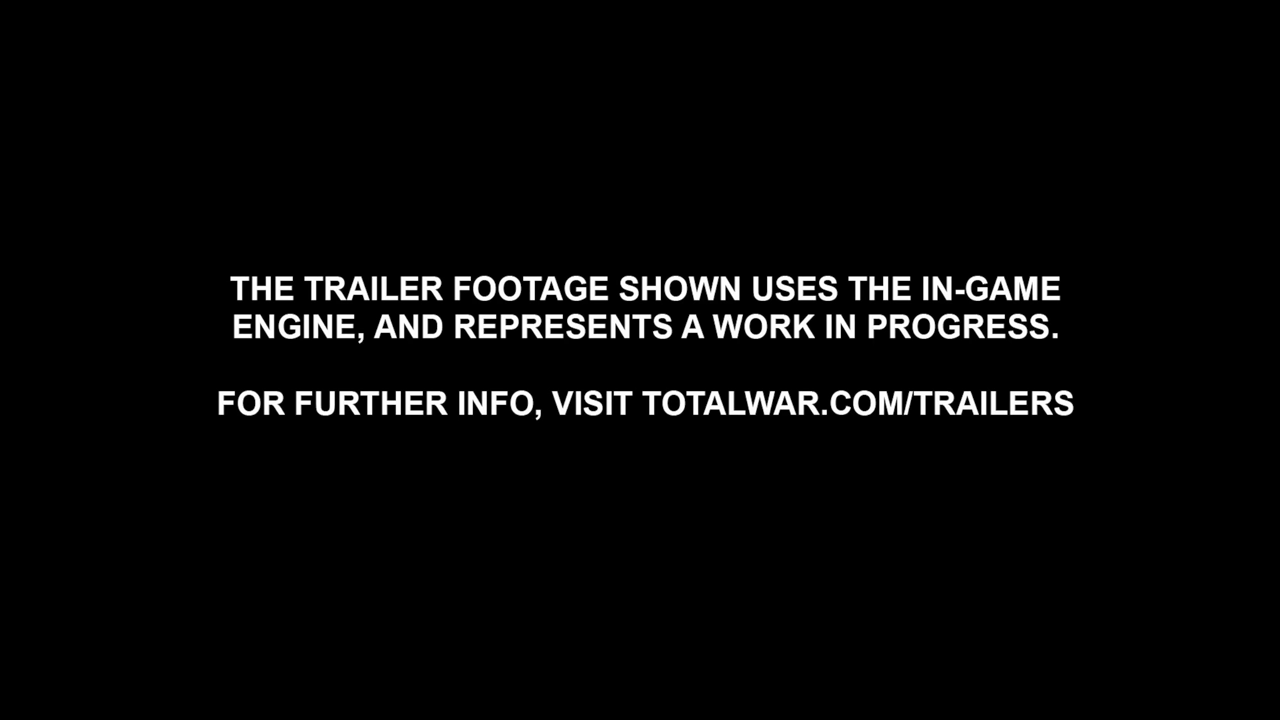 THE TRAILER FOOTAGE SHOWN USES THE IN-GAME
ENGINE, AND REPRESENTS A WORK IN PROGRESS.
FOR FURTHER INFO, VISIT TOTALWAR.COM/TRAILERS